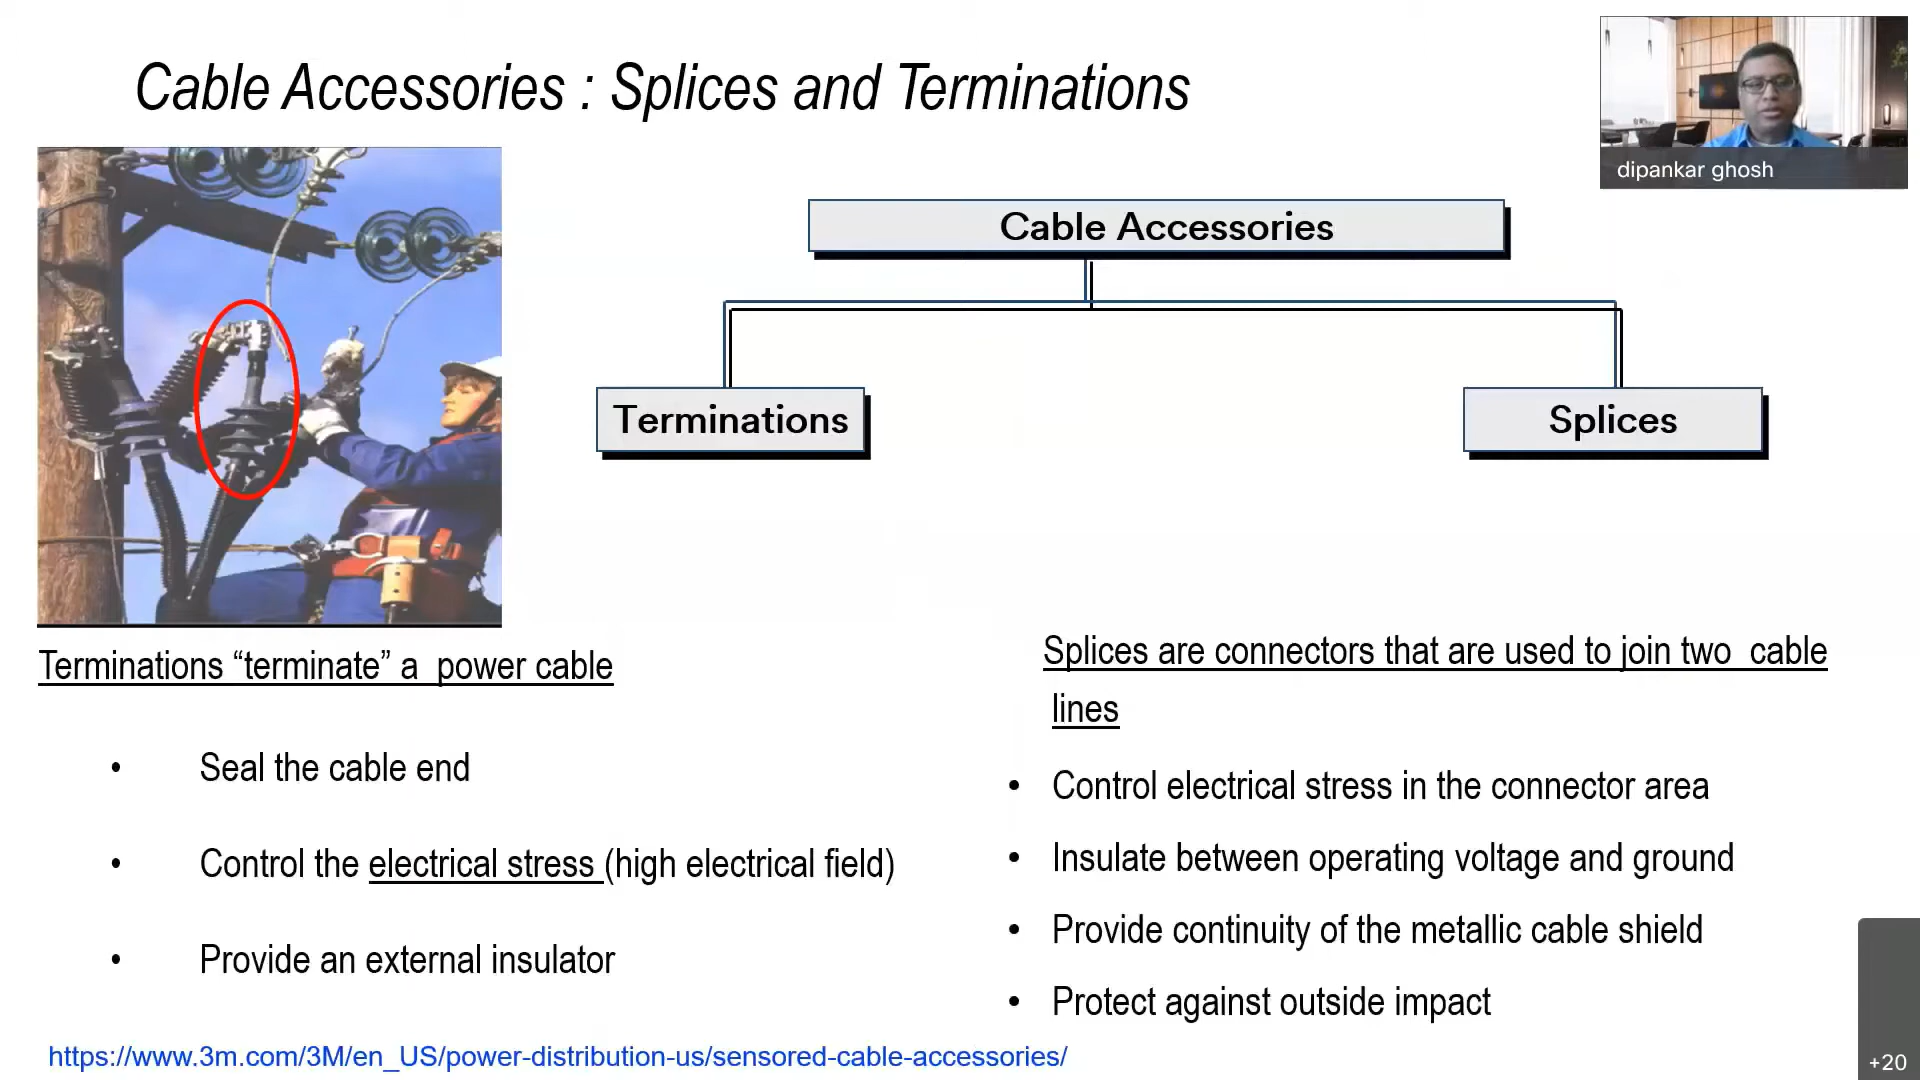 Cable Accessories : Splices and Terminations
dipankar ghosh
Cable Accessories
Terminations
Splices
Terminations “terminate” a power cable
• Seal the cable end
• Control the electrical stress (high electrical field)
• Provide an external insulator
Splices are connectors that are used to join two cable
lines
• Control electrical stress in the connector area
• Insulate between operating voltage and ground
• Provide continuity of the metallic cable shield
• Protect against outside impact
https://www.3m.com/3M/en_US/power-distribution-us/sensored-cable-accessories/
+20